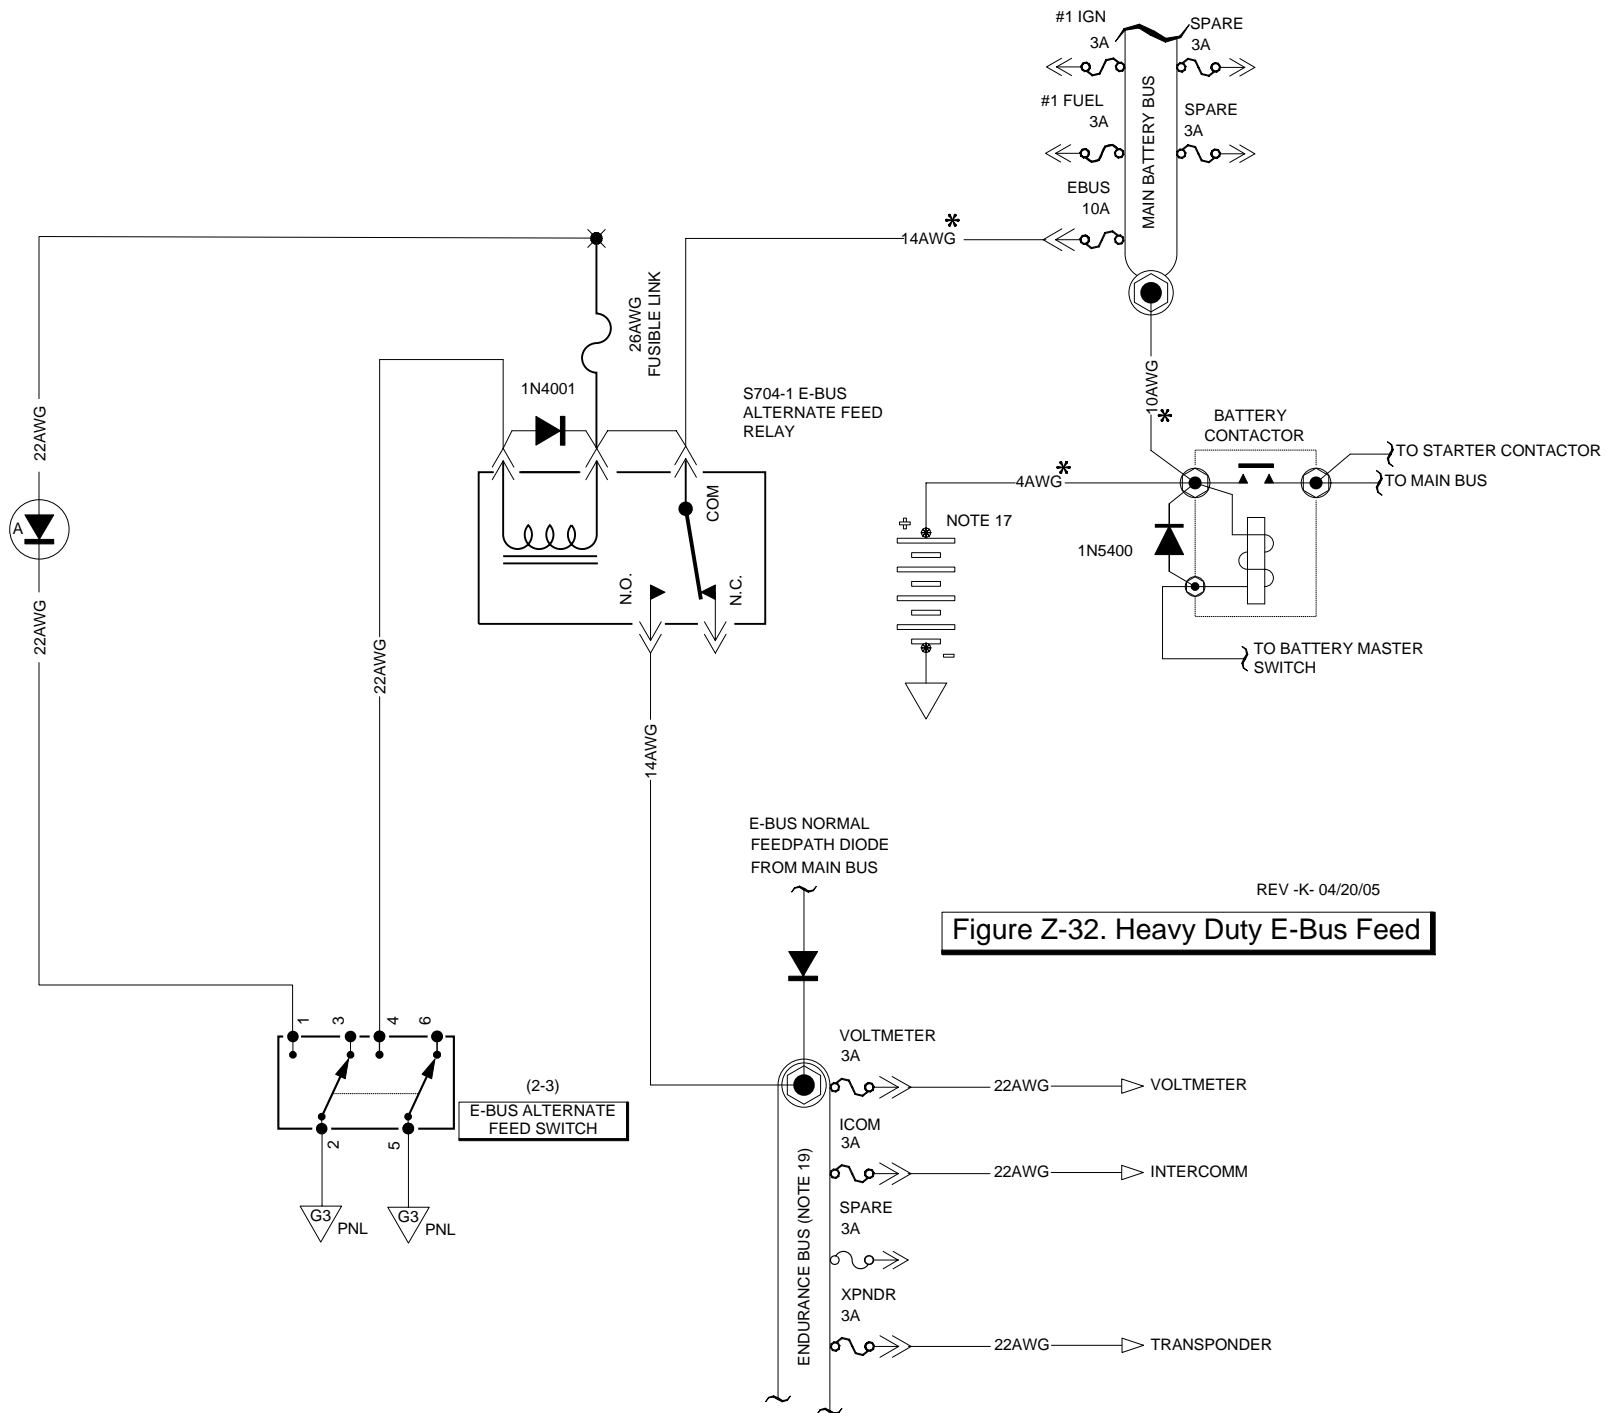 #1 IGN
3A
SPARE
3A
#1 FUEL
3A
SPARE
3A
EBUS
10A
MAIN BATTERY BUS
14AWG*
26AWG
FUSIBLE LINK
1N4001
S704-1 E-BUS
ALTERNATE FEED
RELAY
10AWG
*
BATTERY
CONTACTOR
TO STARTER CONTACTOR
TO MAIN BUS
4AWG*
+
NOTE 17
1N5400
-
TO BATTERY MASTER
SWITCH
22AWG
A
22AWG
22AWG
COM
N.O.
N.C.
14AWG
E-BUS NORMAL
FEEDPATH DIODE
FROM MAIN BUS
REV -K- 04/20/05
Figure Z-32. Heavy Duty E-Bus Feed
1
3
4
6
2
5
(2-3)
E-BUS ALTERNATE
FEED SWITCH
G3
PNL
G3
PNL
ENDURANCE BUS (NOTE 19)
VOLTMETER
3A
22AWG
VOLTMETER
ICOM
3A
22AWG
INTERCOMM
SPARE
3A
XPNDR
3A
22AWG
TRANSPONDER